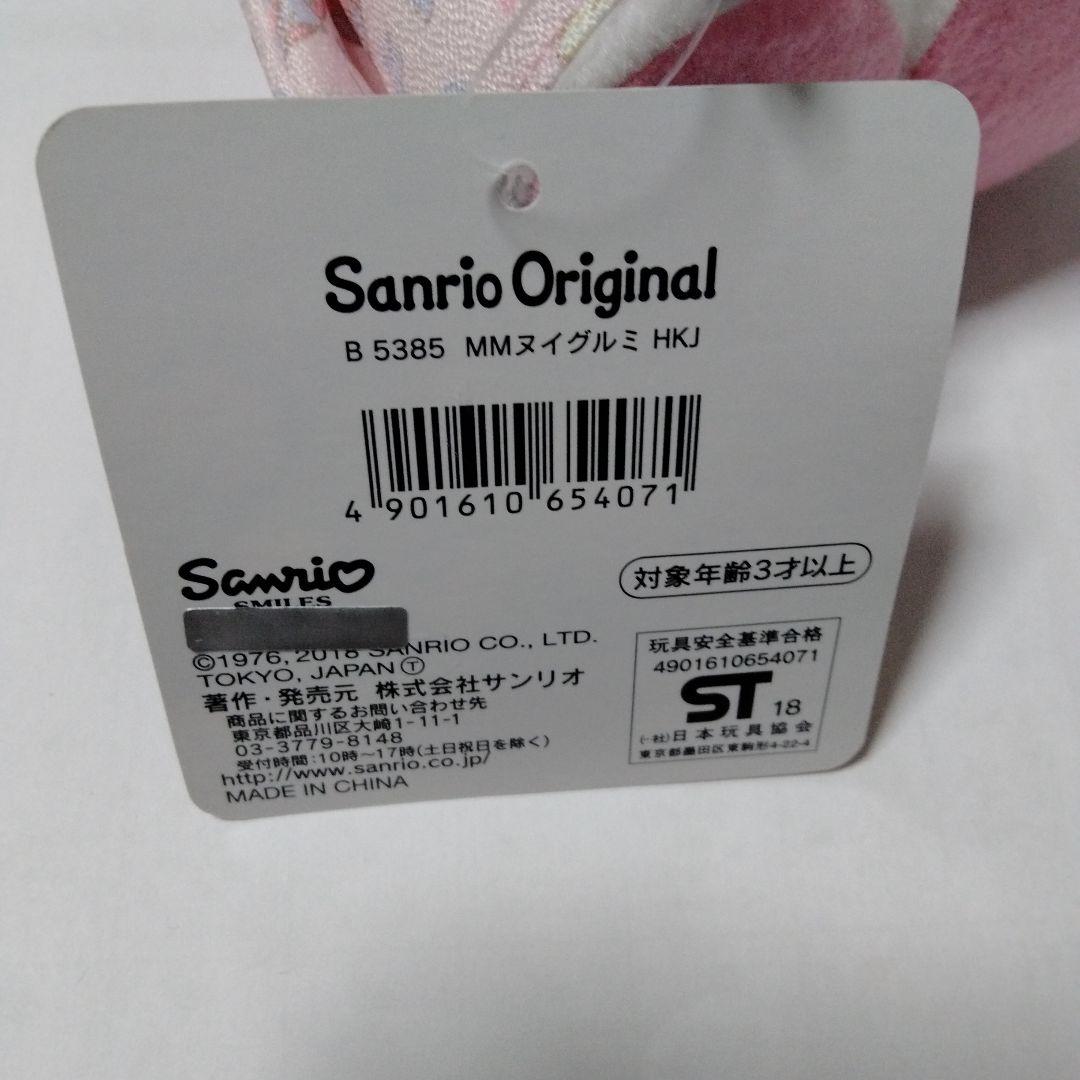 Sanrio Original
B 5385 MMヌイグルミ HKJ
4 901610 654071
Sanrio
SMILES
対象年齢3才以上
©1976, 2018 SANRIO CO., LTD.
TOKYO, JAPAN Ⓣ
著作・発売元 株式会社サンリオ
商品に関するお問い合わせ先
東京都品川区大崎1-11-1
03-3779-8148
受付時間:10時〜17時(土日祝日を除く)
http://www.sanrio.co.jp/
MADE IN CHINA
玩具安全基準合格
4901610654071
ST 18
(一社)日本玩具協会
東京都墨田区東駒形4-22-4